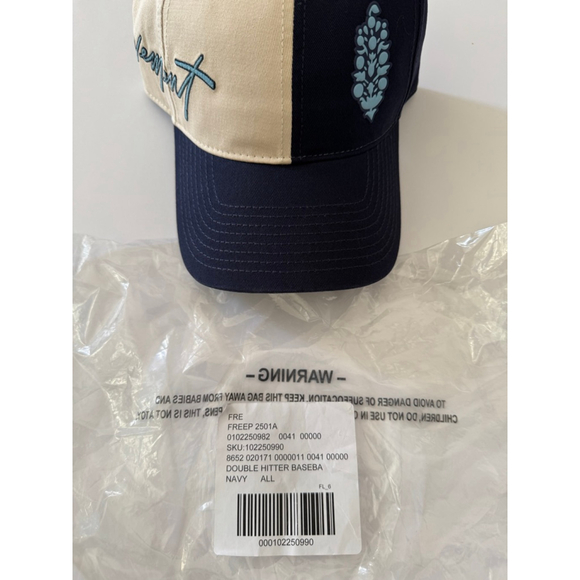 – WARNING –
TO AVOID DANGER OF SUFFOCATION, KEEP THIS BAG AWAY FROM BABIES AND
CHILDREN, DO NOT USE IN
PENS, THIS IS NOT A TOY.
FRE
FREEP 2501A
0102250982 0041 00000
SKU:102250990
8652 020171 0000011 0041 00000
DOUBLE HITTER BASEBA
NAVY ALL
FL_6
000102250990